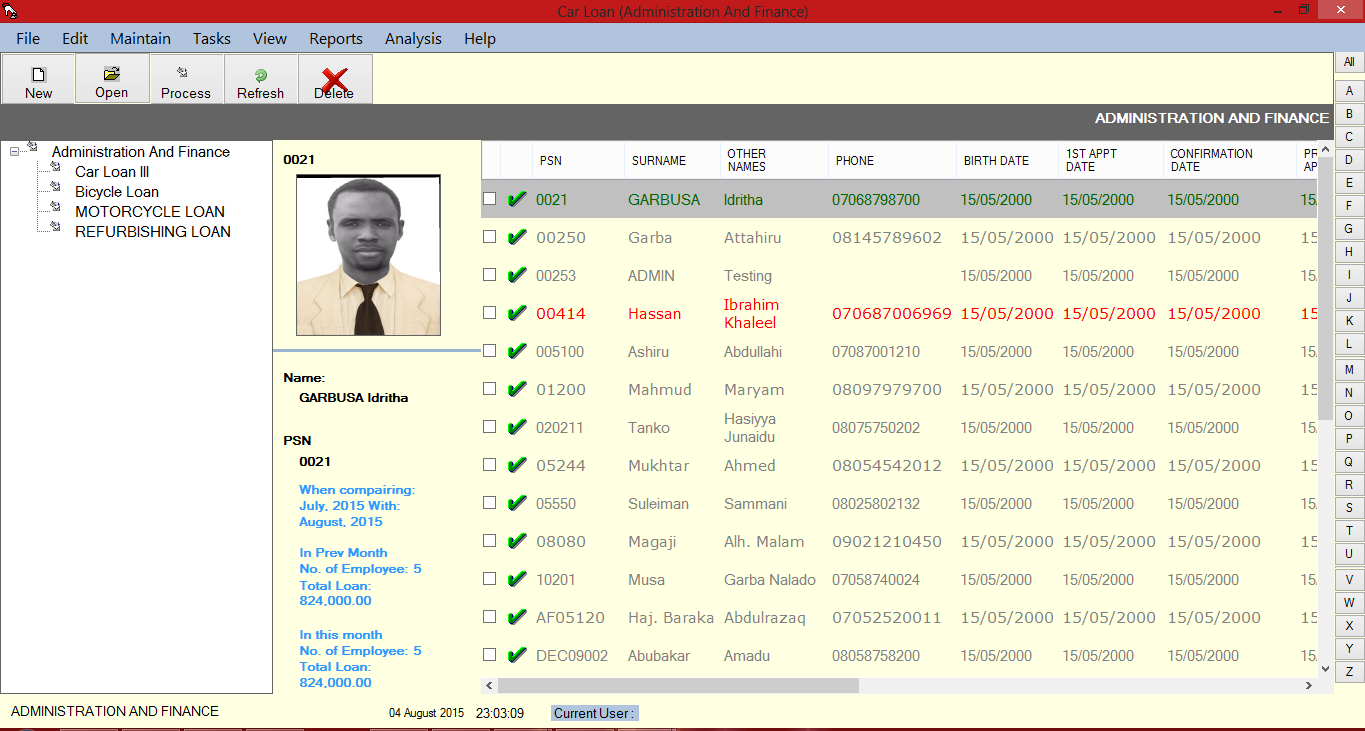 Car Loan (Administration And Finance)
File Edit Maintain Tasks View Reports Analysis Help
New Open Process Refresh Delete
ADMINISTRATION AND FINANCE
Administration And Finance
Car Loan III
Bicycle Loan
MOTORCYCLE LOAN
REFURBISHING LOAN
0021
Name:
GARBUSA Idritha
PSN
0021
When compairing:
July, 2015 With:
August, 2015
In Prev Month
No. of Employee: 5
Total Loan:
824,000.00
In this month
No. of Employee: 5
Total Loan:
824,000.00
PSN SURNAME OTHER NAMES PHONE BIRTH DATE 1ST APPT DATE CONFIRMATION DATE
0021 GARBUSA Idritha 07068798700 15/05/2000 15/05/2000 15/05/2000 15
00250 Garba Attahiru 08145789602 15/05/2000 15/05/2000 15/05/2000 15
00253 ADMIN Testing 15/05/2000 15/05/2000 15/05/2000 15
00414 Hassan Ibrahim Khaleel 070687006969 15/05/2000 15/05/2000 15/05/2000 15
005100 Ashiru Abdullahi 07087001210 15/05/2000 15/05/2000 15/05/2000 15
01200 Mahmud Maryam 08097979700 15/05/2000 15/05/2000 15/05/2000 15
020211 Tanko Hasiyya Junaidu 08075750202 15/05/2000 15/05/2000 15/05/2000 15
05244 Mukhtar Ahmed 08054542012 15/05/2000 15/05/2000 15/05/2000 15
05550 Suleiman Sammani 08025802132 15/05/2000 15/05/2000 15/05/2000 15
08080 Magaji Alh. Malam 09021210450 15/05/2000 15/05/2000 15/05/2000 15
10201 Musa Garba Nalado 07058740024 15/05/2000 15/05/2000 15/05/2000 15
AF05120 Haj. Baraka Abdulrazaq 07052520011 15/05/2000 15/05/2000 15/05/2000 15
DEC09002 Abubakar Amadu 08058758200 15/05/2000 15/05/2000 15/05/2000 15
All
A
B
C
D
E
F
G
H
I
J
K
L
M
N
O
P
Q
R
S
T
U
V
W
X
Y
Z
ADMINISTRATION AND FINANCE 04 August 2015 23:03:09 Current User :